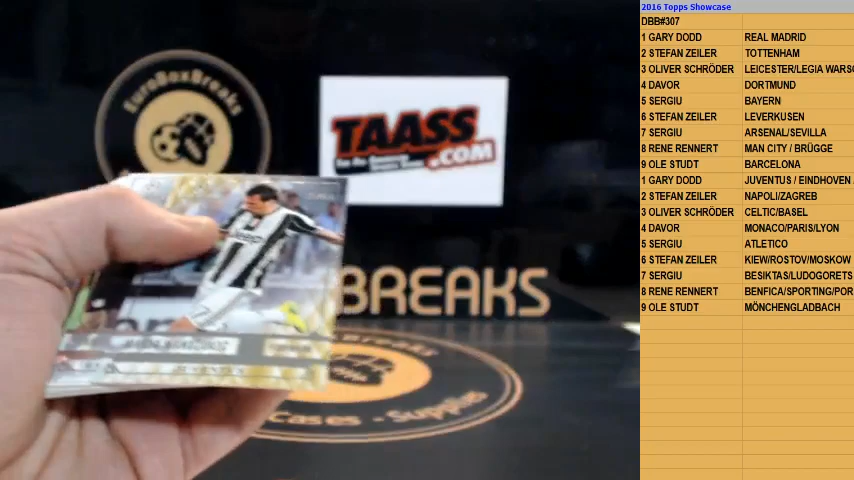 2016 Topps Showcase
DBB#307
1 GARY DODD REAL MADRID
2 STEFAN ZEILER TOTTENHAM
3 OLIVER SCHRÖDER LEICESTER/LEGIA WARSC
4 DAVOR DORTMUND
5 SERGIU BAYERN
6 STEFAN ZEILER LEVERKUSEN
7 SERGIU ARSENAL/SEVILLA
8 RENE RENNERT MAN CITY / BRÜGGE
9 OLE STUDT BARCELONA
1 GARY DODD JUVENTUS / EINDHOVEN
2 STEFAN ZEILER NAPOLI/ZAGREB
3 OLIVER SCHRÖDER CELTIC/BASEL
4 DAVOR MONACO/PARIS/LYON
5 SERGIU ATLETICO
6 STEFAN ZEILER KIEW/ROSTOV/MOSKOW
7 SERGIU BESIKTAS/LUDOGORETS
8 RENE RENNERT BENFICA/SPORTING/POR
9 OLE STUDT MÖNCHENGLADBACH
EuroBoxBreaks
TAASS
.COM
BREAKS
Breaks
Cases - Supplies